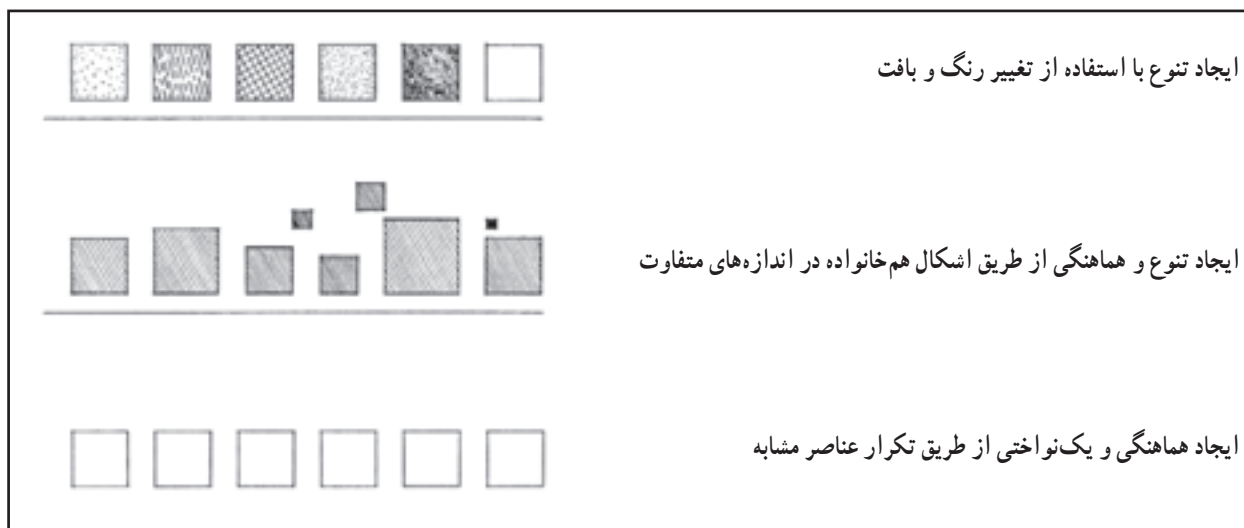 ایجاد تنوع با استفاده از تغییر رنگ و بافت
ایجاد تنوع و هماهنگی از طریق اشکال هم‌خانواده در اندازه‌های متفاوت
ایجاد هماهنگی و یک‌نواختی از طریق تکرار عناصر مشابه